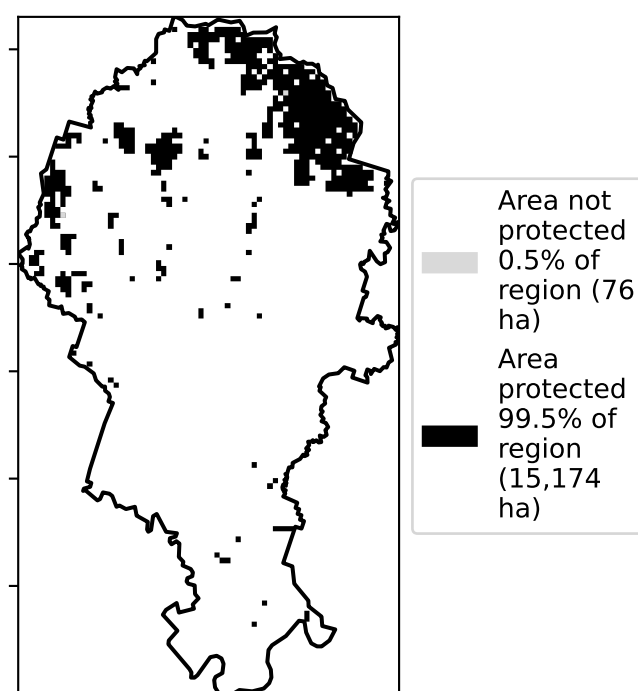 Area not
protected
0.5% of
region (76
ha)
Area
protected
99.5% of
region
(15,174
ha)